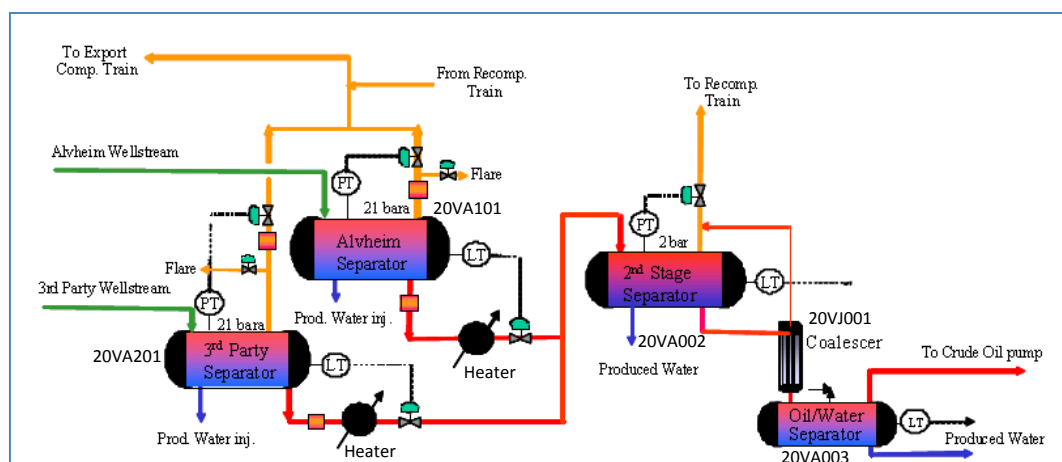 To Export
Comp. Train
From Recomp.
Train
To Recomp.
Train
Alvheim Wellstream
PT
Flare
21 bara
20VA101
Alvheim
Separator
LT
PT
2 bar
2nd Stage
Separator
LT
Flare
3rd Party Wellstream
PT
21 bara
Prod. Water inj.
20VA201
3rd Party
Separator
LT
Heater
20VA002
Produced Water
20VJ001
Coalescer
To Crude Oil pump
Prod. Water inj.
Heater
Oil/Water
Separator
LT
Produced Water
20VA003